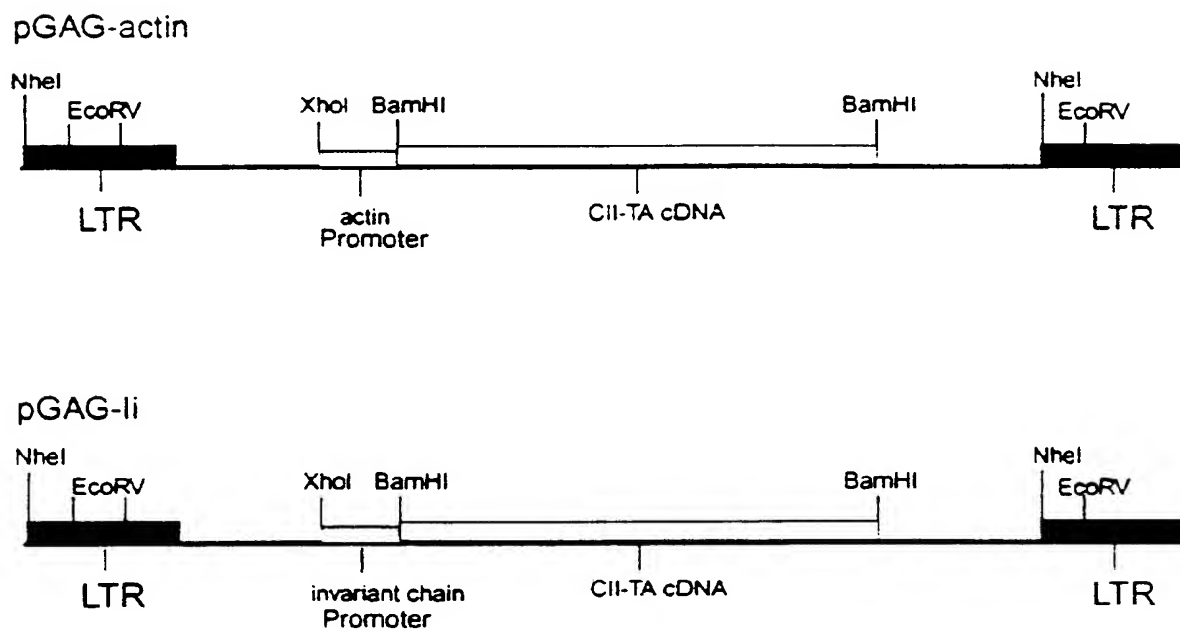 pGAG-actin
NheI
EcoRV
XhoI
BamHI
BamHI
NheI
EcoRV
LTR
actin
Promoter
CII-TA cDNA
LTR
pGAG-Ii
NheI
EcoRV
XhoI
BamHI
BamHI
NheI
EcoRV
LTR
invariant chain
Promoter
CII-TA cDNA
LTR